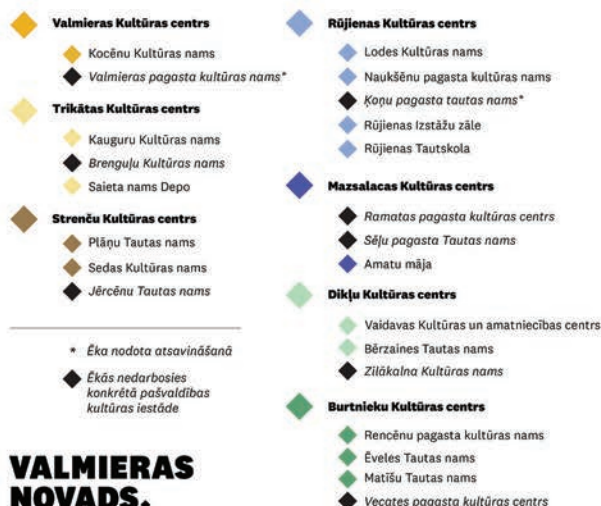 Valmieras Kultūras centrs
Kocēnu Kultūras nams
Valmieras pagasta kultūras nams*
Trikātas Kultūras centrs
Kauguru Kultūras nams
Brenguļu Kultūras nams
Saieta nams Depo
Strenču Kultūras centrs
Plāņu Tautas nams
Sedas Kultūras nams
Jērcēnu Tautas nams
* Ēka nodota atsavināšanā
Ēkās nedarbosies
konkrētā pašvaldības
kultūras iestāde
VALMIERAS
NOVADS.
Rūjienas Kultūras centrs
Lodes Kultūras nams
Naukšēnu pagasta kultūras nams
Ķoņu pagasta tautas nams*
Rūjienas Izstāžu zāle
Rūjienas Tautskola
Mazsalacas Kultūras centrs
Ramatas pagasta kultūras centrs
Sēļu pagasta Tautas nams
Amatu māja
Dikļu Kultūras centrs
Vaidavas Kultūras un amatniecības centrs
Bērzaines Tautas nams
Zilākalna Kultūras nams
Burtnieku Kultūras centrs
Rencēnu pagasta kultūras nams
Ēveles Tautas nams
Matīšu Tautas nams
Vecates pagasta kultūras centrs